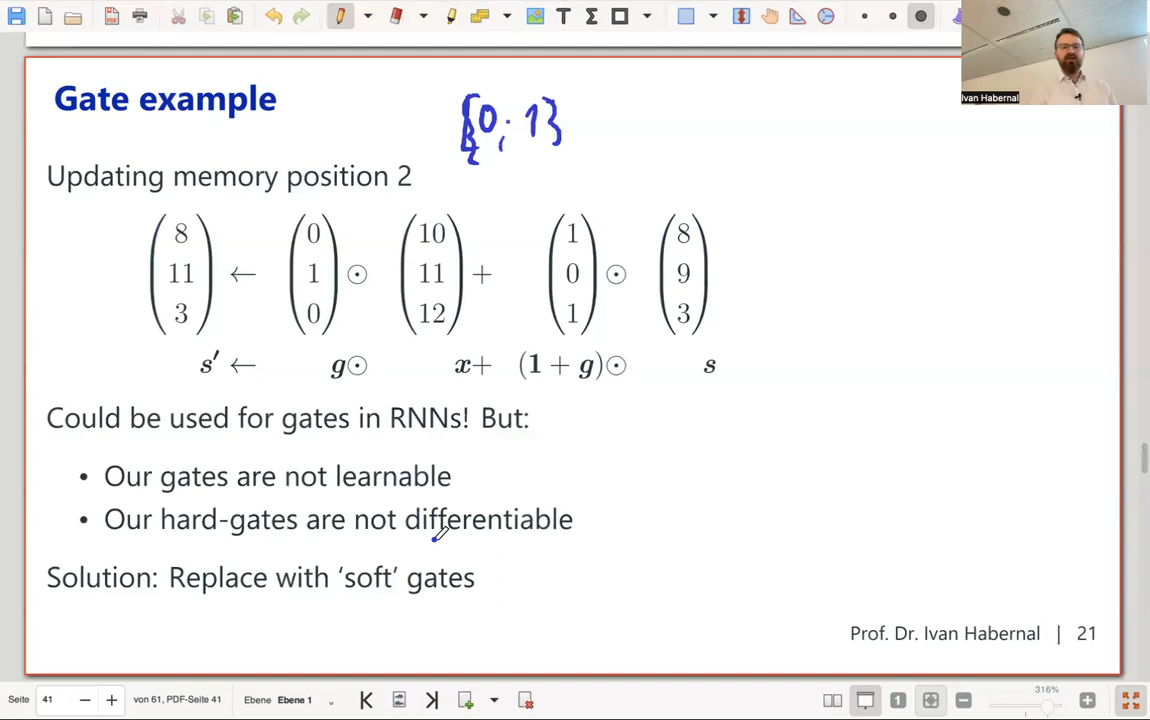 Ivan Habernal
Gate example
{0; 1}
Updating memory position 2
8 0 10 1 8
11 ← 1 ⊙ 11 + 0 ⊙ 9
3 0 12 1 3
s′ ← g⊙ x+ (1 + g)⊙ s
Could be used for gates in RNNs! But:
• Our gates are not learnable
• Our hard-gates are not differentiable
Solution: Replace with ‘soft’ gates
Prof. Dr. Ivan Habernal | 21
316%
Seite 41 von 61, PDF-Seite 41 Ebene Ebene 1